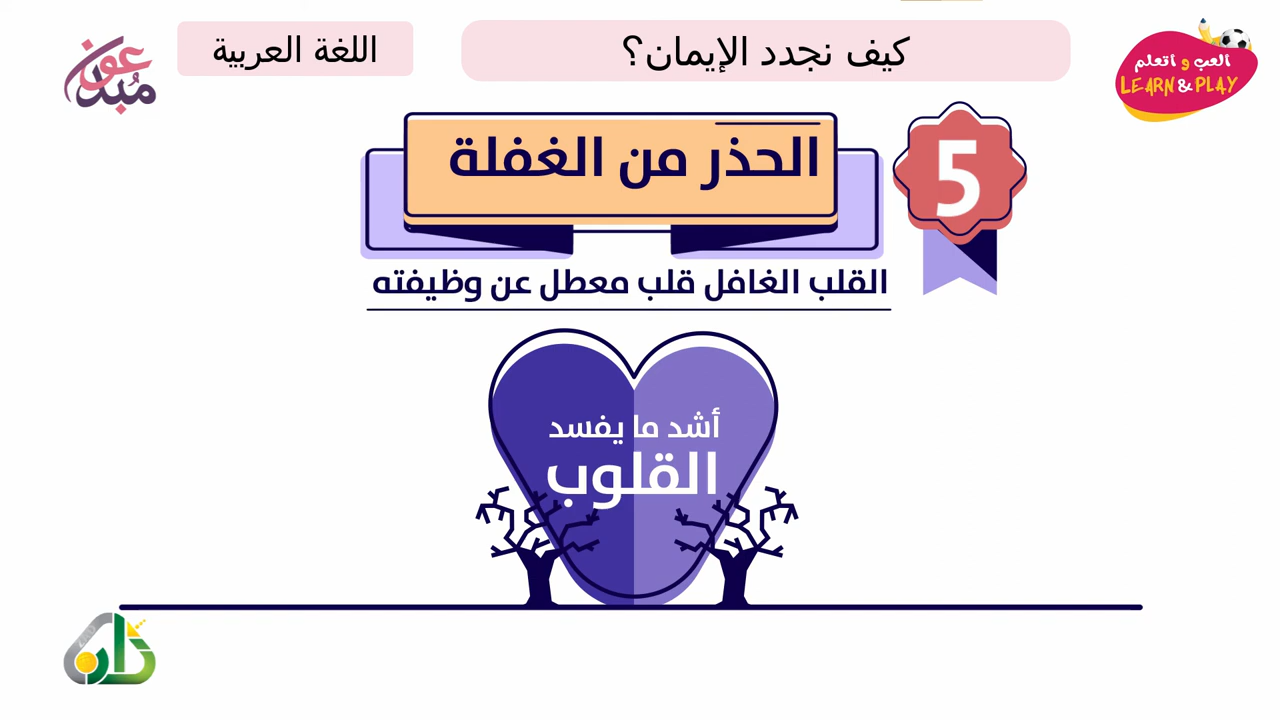 كيف نجدد الإيمان؟
اللغة العربية
مبدعون
العب و اتعلم
LEARN & PLAY
الحذر من الغفلة
5
القلب الغافل قلب معطل عن وظيفته
أشد ما يفسد
القلوب